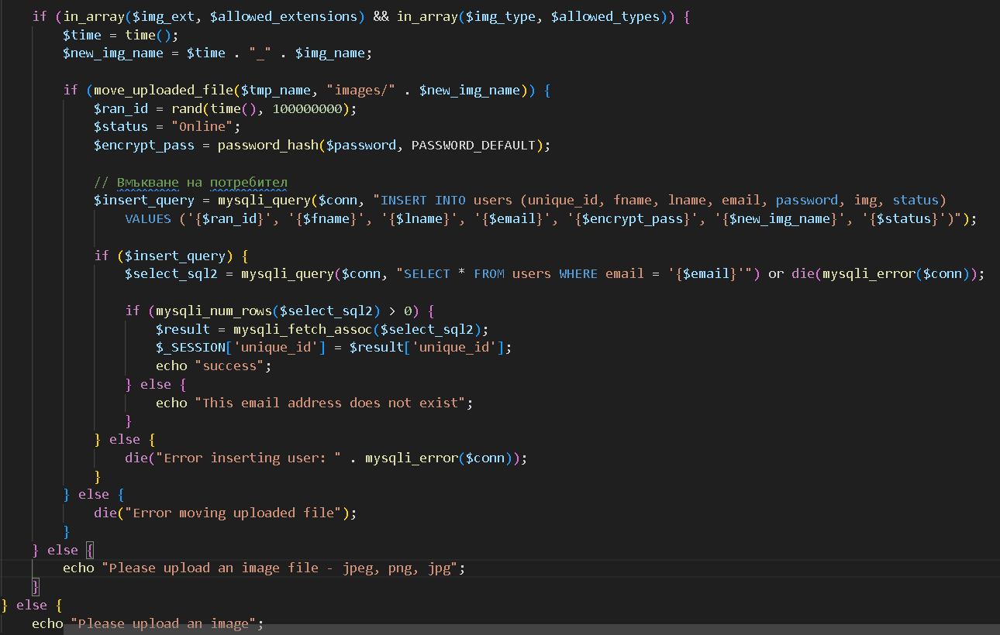 if (in_array($img_ext, $allowed_extensions) && in_array($img_type, $allowed_types)) {
$time = time();
$new_img_name = $time . "_" . $img_name;
if (move_uploaded_file($tmp_name, "images/" . $new_img_name)) {
$ran_id = rand(time(), 100000000);
$status = "Online";
$encrypt_pass = password_hash($password, PASSWORD_DEFAULT);
// Вмъкване на потребител
$insert_query = mysqli_query($conn, "INSERT INTO users (unique_id, fname, lname, email, password, img, status)
VALUES ('{$ran_id}', '{$fname}', '{$lname}', '{$email}', '{$encrypt_pass}', '{$new_img_name}', '{$status}')");
if ($insert_query) {
$select_sql2 = mysqli_query($conn, "SELECT * FROM users WHERE email = '{$email}'") or die(mysqli_error($conn));
if (mysqli_num_rows($select_sql2) > 0) {
$result = mysqli_fetch_assoc($select_sql2);
$_SESSION['unique_id'] = $result['unique_id'];
echo "success";
} else {
echo "This email address does not exist";
}
} else {
die("Error inserting user: " . mysqli_error($conn));
}
} else {
die("Error moving uploaded file");
}
} else {
echo "Please upload an image file - jpeg, png, jpg";
}
} else {
echo "Please upload an image";